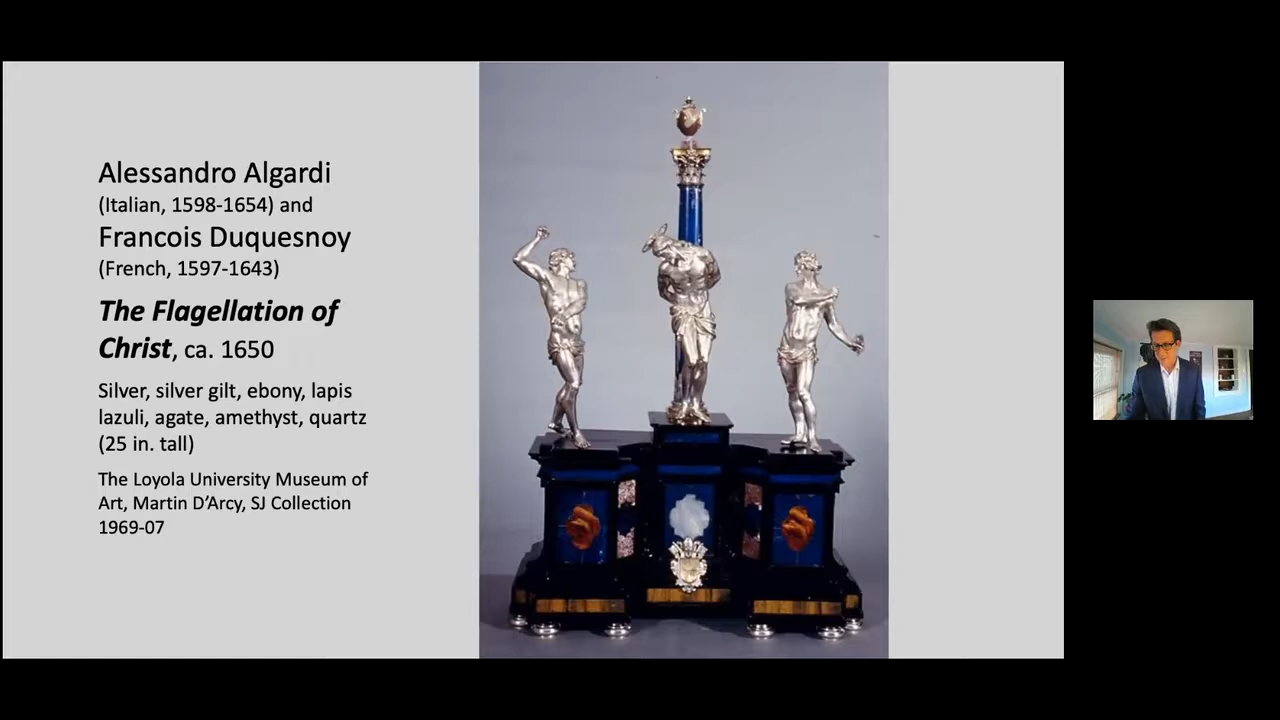 Alessandro Algardi
(Italian, 1598-1654) and
Francois Duquesnoy
(French, 1597-1643)
The Flagellation of
Christ, ca. 1650
Silver, silver gilt, ebony, lapis
lazuli, agate, amethyst, quartz
(25 in. tall)
The Loyola University Museum of
Art, Martin D’Arcy, SJ Collection
1969-07